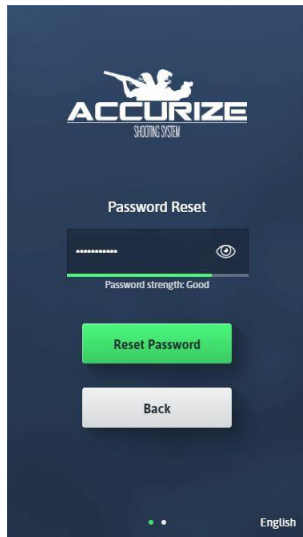 ACCURIZE
SHOOTING SYSTEM
Password Reset
Password strength: Good
Reset Password
Back
English